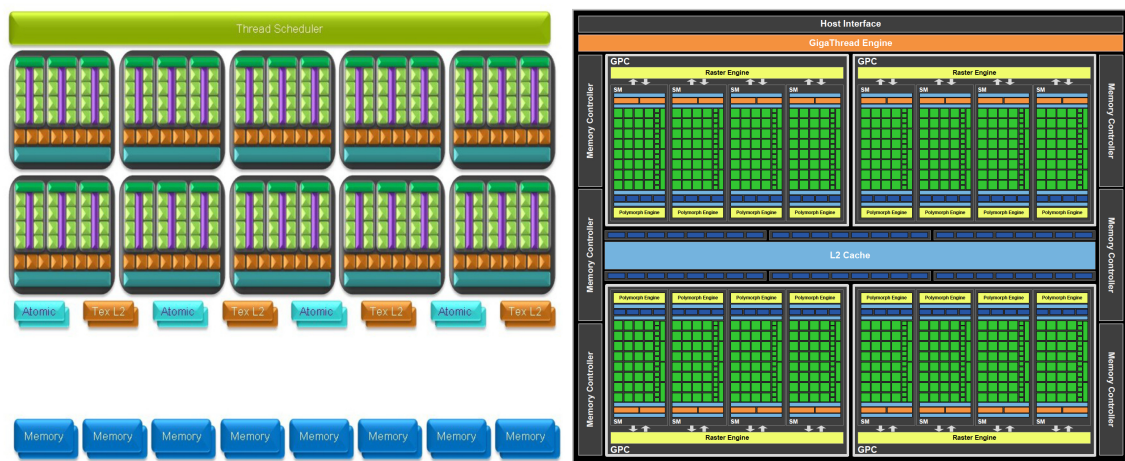 Thread Scheduler
Atomic
Tex L2
Atomic
Tex L2
Atomic
Tex L2
Atomic
Tex L2
Memory
Memory
Memory
Memory
Memory
Memory
Memory
Memory
Host Interface
GigaThread Engine
Memory Controller
Memory Controller
Memory Controller
GPC
Raster Engine
SM
SM
SM
SM
Polymorph Engine
Polymorph Engine
Polymorph Engine
Polymorph Engine
GPC
Raster Engine
SM
SM
SM
SM
Polymorph Engine
Polymorph Engine
Polymorph Engine
Polymorph Engine
L2 Cache
Polymorph Engine
Polymorph Engine
Polymorph Engine
Polymorph Engine
SM
SM
SM
SM
Raster Engine
GPC
Polymorph Engine
Polymorph Engine
Polymorph Engine
Polymorph Engine
SM
SM
SM
SM
Raster Engine
GPC
Memory Controller
Memory Controller
Memory Controller